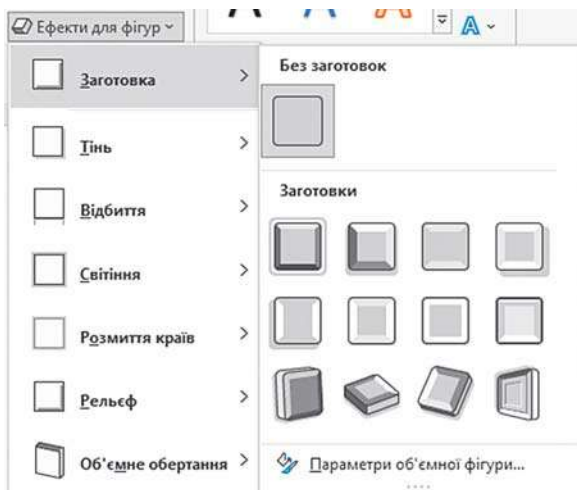 Ефекти для фігур
Заготовка
Тінь
Відбиття
Світіння
Розмиття країв
Рельєф
Об'ємне обертання
Без заготовок
Заготовки
Параметри об'ємної фігури...